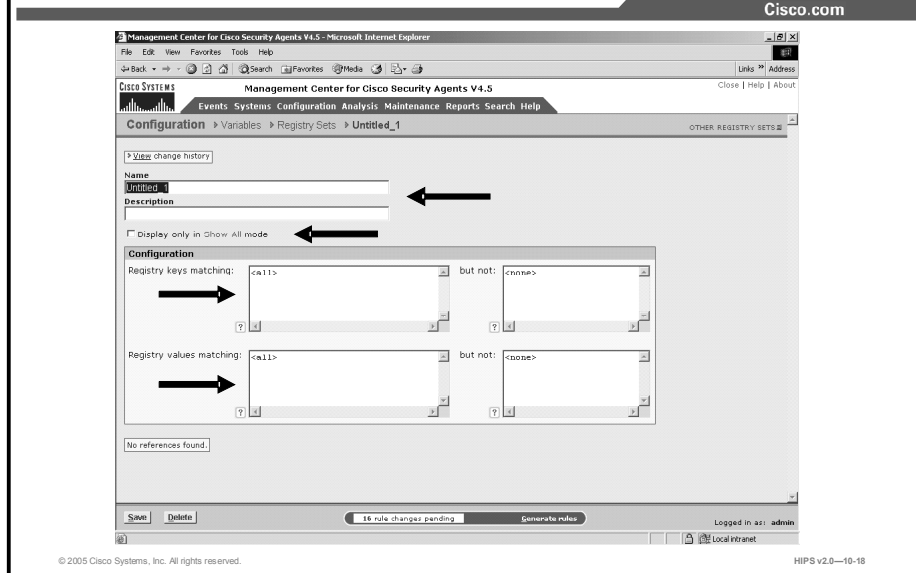 Cisco.com
Management Center for Cisco Security Agents V4.5 - Microsoft Internet Explorer
File Edit View Favorites Tools Help
Back Search Favorites Media Links » Address
CISCO SYSTEMS
Management Center for Cisco Security Agents V4.5
Close | Help | About
Events Systems Configuration Analysis Maintenance Reports Search Help
Configuration Variables Registry Sets Untitled_1
OTHER REGISTRY SETS
View change history
Name
Untitled_1
Description
Display only in Show All mode
Configuration
Registry keys matching: <all> but not: <none>
?
?
Registry values matching: <all> but not: <none>
?
?
No references found.
Save Delete 16 rule changes pending Generate rules
Logged in as: admin
Local intranet
© 2005 Cisco Systems, Inc. All rights reserved.
HIPS v2.0—10-18